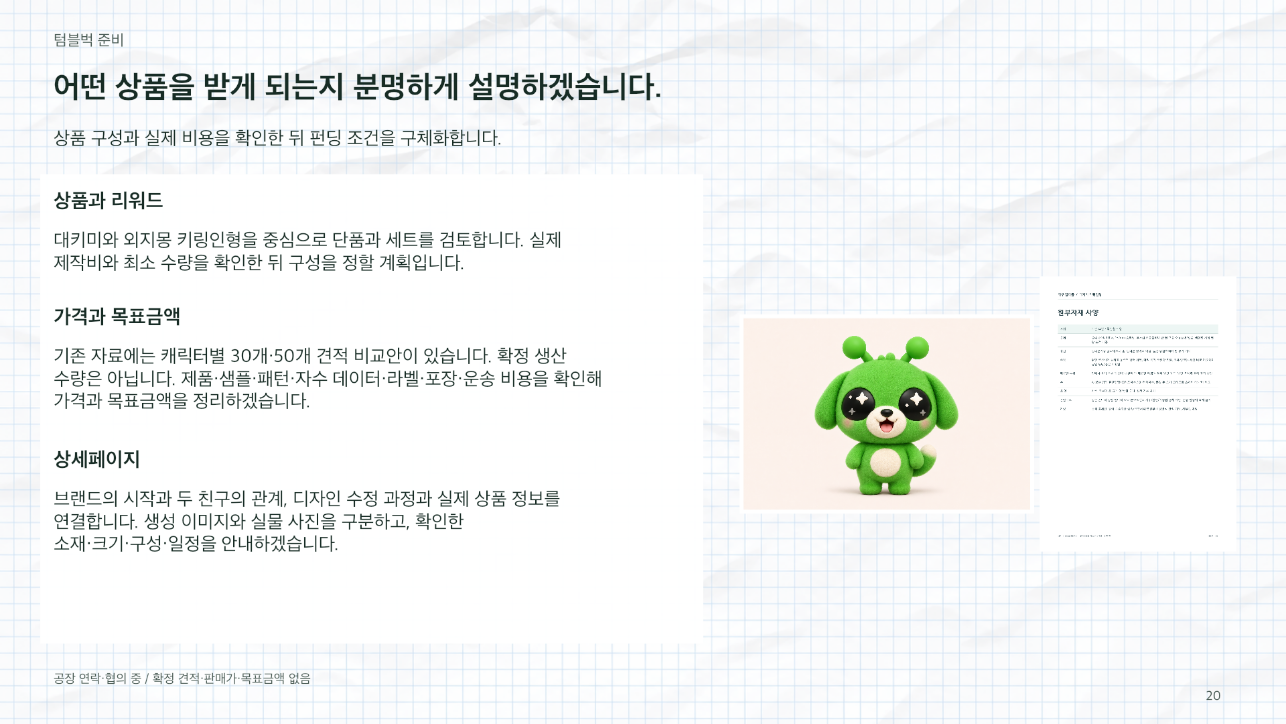 텀블벅 준비
어떤 상품을 받게 되는지 분명하게 설명하겠습니다.
상품 구성과 실제 비용을 확인한 뒤 펀딩 조건을 구체화합니다.
상품과 리워드
대키미와 외지몽 키링인형을 중심으로 단품과 세트를 검토합니다. 실제
제작비와 최소 수량을 확인한 뒤 구성을 정할 계획입니다.
가격과 목표금액
기존 자료에는 캐릭터별 30개·50개 견적 비교안이 있습니다. 확정 생산
수량은 아닙니다. 제품·샘플·패턴·자수 데이터·라벨·포장·운송 비용을 확인해
가격과 목표금액을 정리하겠습니다.
상세페이지
브랜드의 시작과 두 친구의 관계, 디자인 수정 과정과 실제 상품 정보를
연결합니다. 생성 이미지와 실물 사진을 구분하고, 확인한
소재·크기·구성·일정을 안내하겠습니다.
원부자재 사양
공장 연락·협의 중 / 확정 견적·판매가·목표금액 없음
20